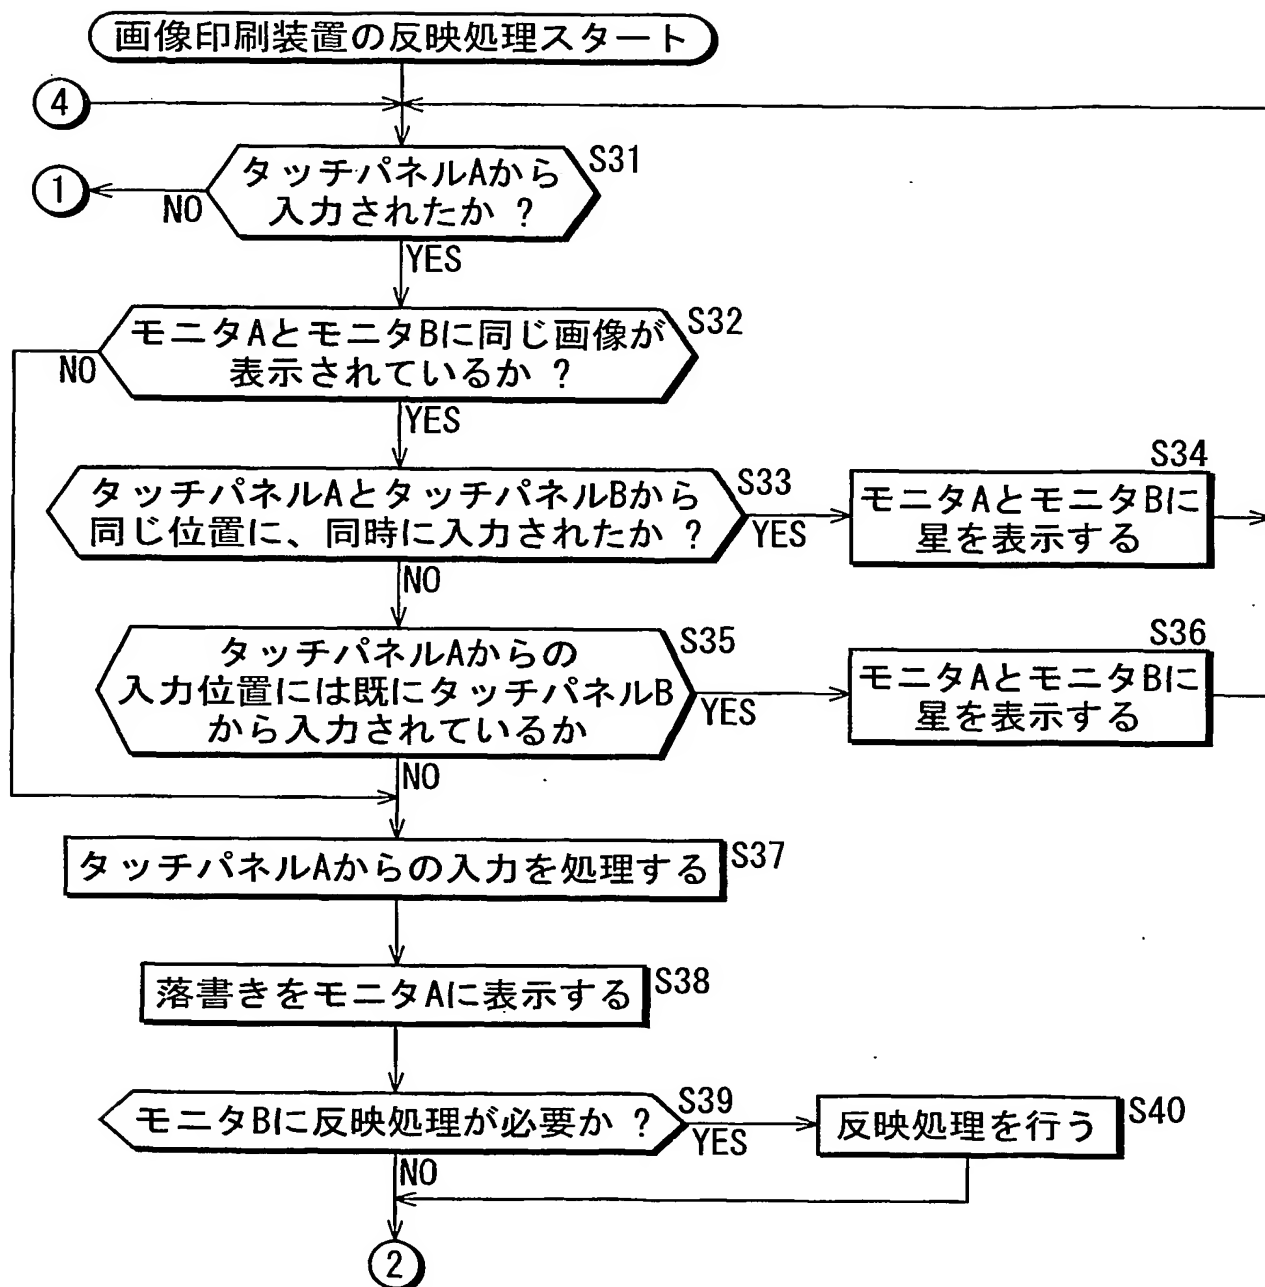 画像印刷装置の反映処理スタート
4
S31
タッチパネルAから
入力されたか ?
1
NO
YES
S32
モニタAとモニタBに同じ画像が
表示されているか ?
NO
YES
S33
タッチパネルAとタッチパネルBから
同じ位置に、同時に入力されたか ?
YES
S34
モニタAとモニタBに
星を表示する
NO
S35
タッチパネルAからの
入力位置には既にタッチパネルB
から入力されているか
YES
S36
モニタAとモニタBに
星を表示する
NO
タッチパネルAからの入力を処理する
S37
落書きをモニタAに表示する
S38
モニタBに反映処理が必要か ?
S39
YES
反映処理を行う
S40
NO
2